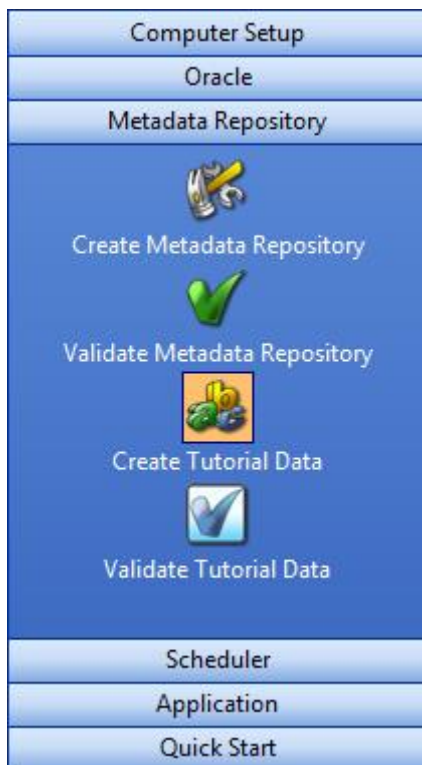 Computer Setup
Oracle
Metadata Repository
Create Metadata Repository
Validate Metadata Repository
Create Tutorial Data
Validate Tutorial Data
Scheduler
Application
Quick Start